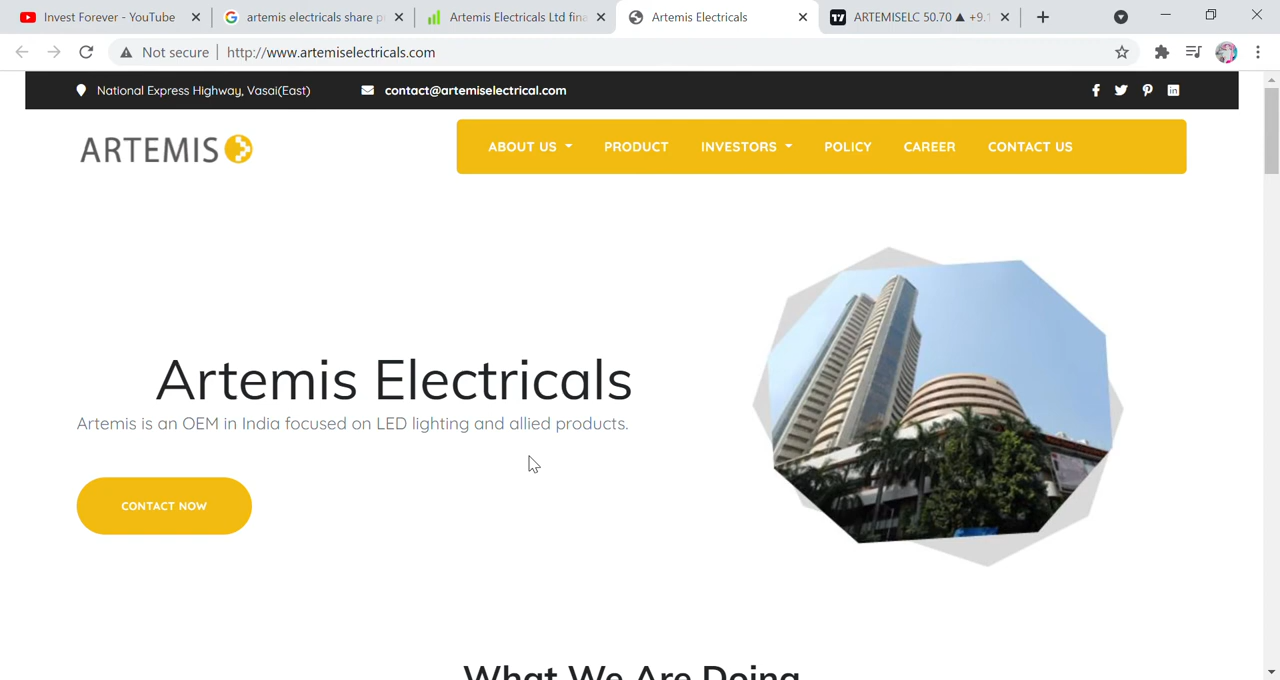 Invest Forever - YouTube
artemis electricals share p
Artemis Electricals Ltd fina
Artemis Electricals
ARTEMISELC 50.70 ▲ +9.1
Not secure | http://www.artemiselectricals.com
National Express Highway, Vasai(East)
contact@artemiselectrical.com
ARTEMIS
ABOUT US
PRODUCT
INVESTORS
POLICY
CAREER
CONTACT US
Artemis Electricals
Artemis is an OEM in India focused on LED lighting and allied products.
CONTACT NOW
What We Are Doing